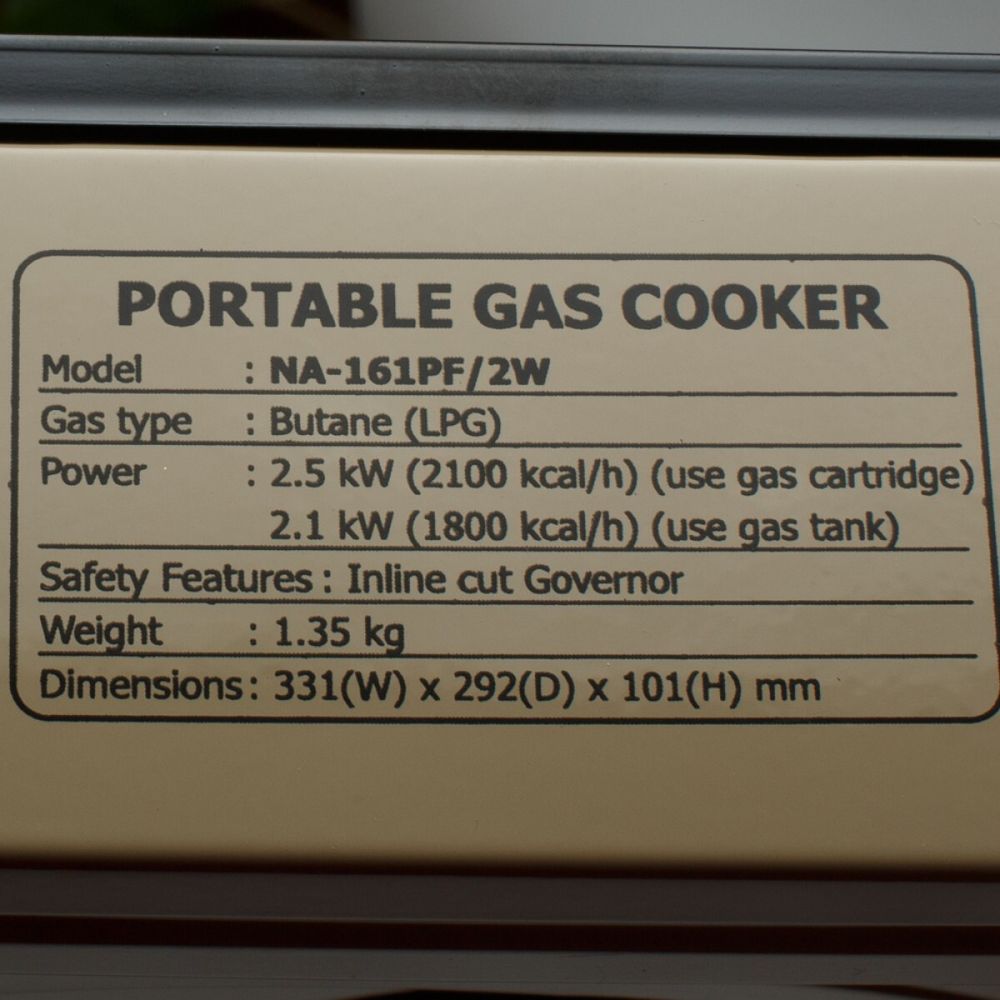 PORTABLE GAS COOKER
Model : NA-161PF/2W
Gas type : Butane (LPG)
Power : 2.5 kW (2100 kcal/h) (use gas cartridge)
2.1 kW (1800 kcal/h) (use gas tank)
Safety Features : Inline cut Governor
Weight : 1.35 kg
Dimensions : 331(W) x 292(D) x 101(H) mm